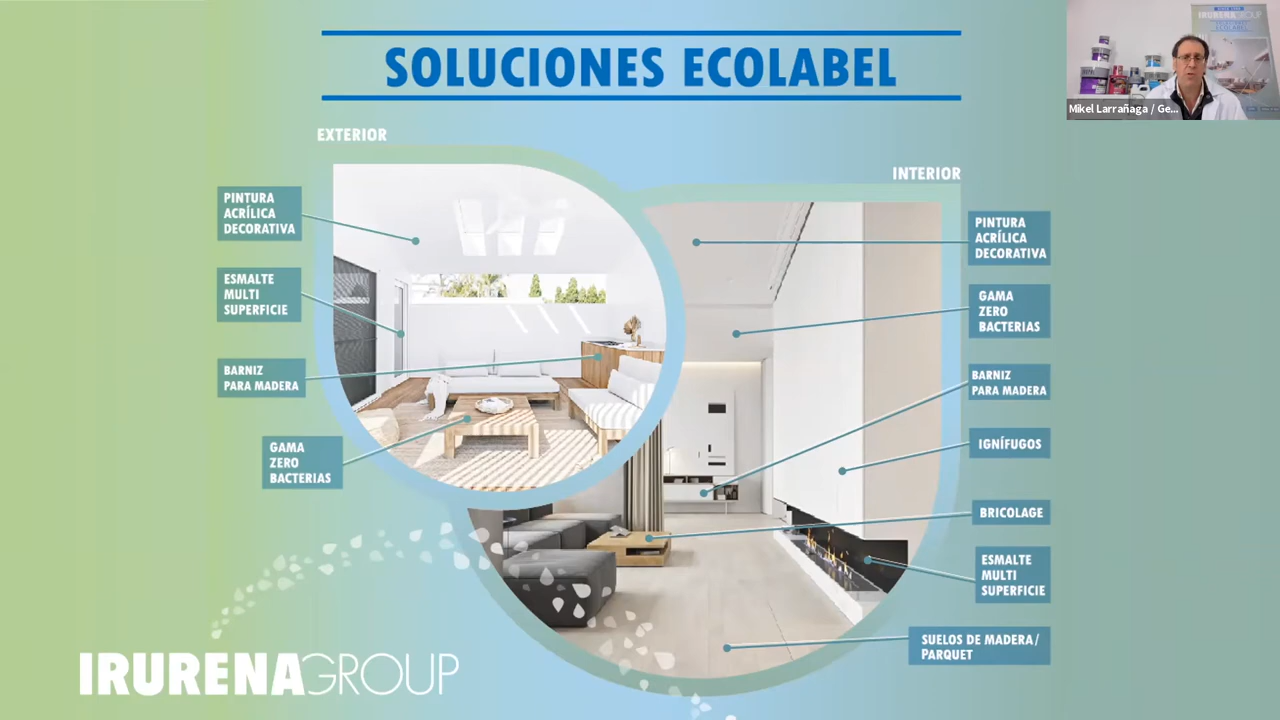 SOLUCIONES ECOLABEL
EXTERIOR
PINTURA
ACRÍLICA
DECORATIVA
ESMALTE
MULTI
SUPERFICIE
BARNIZ
PARA MADERA
GAMA
ZERO
BACTERIAS
INTERIOR
PINTURA
ACRÍLICA
DECORATIVA
GAMA
ZERO
BACTERIAS
BARNIZ
PARA MADERA
IGNÍFUGOS
BRICOLAGE
ESMALTE
MULTI
SUPERFICIE
SUELOS DE MADERA/
PARQUET
IRURENAGROUP
IRURENAGROUP
Mikel Larrañaga / Ge...